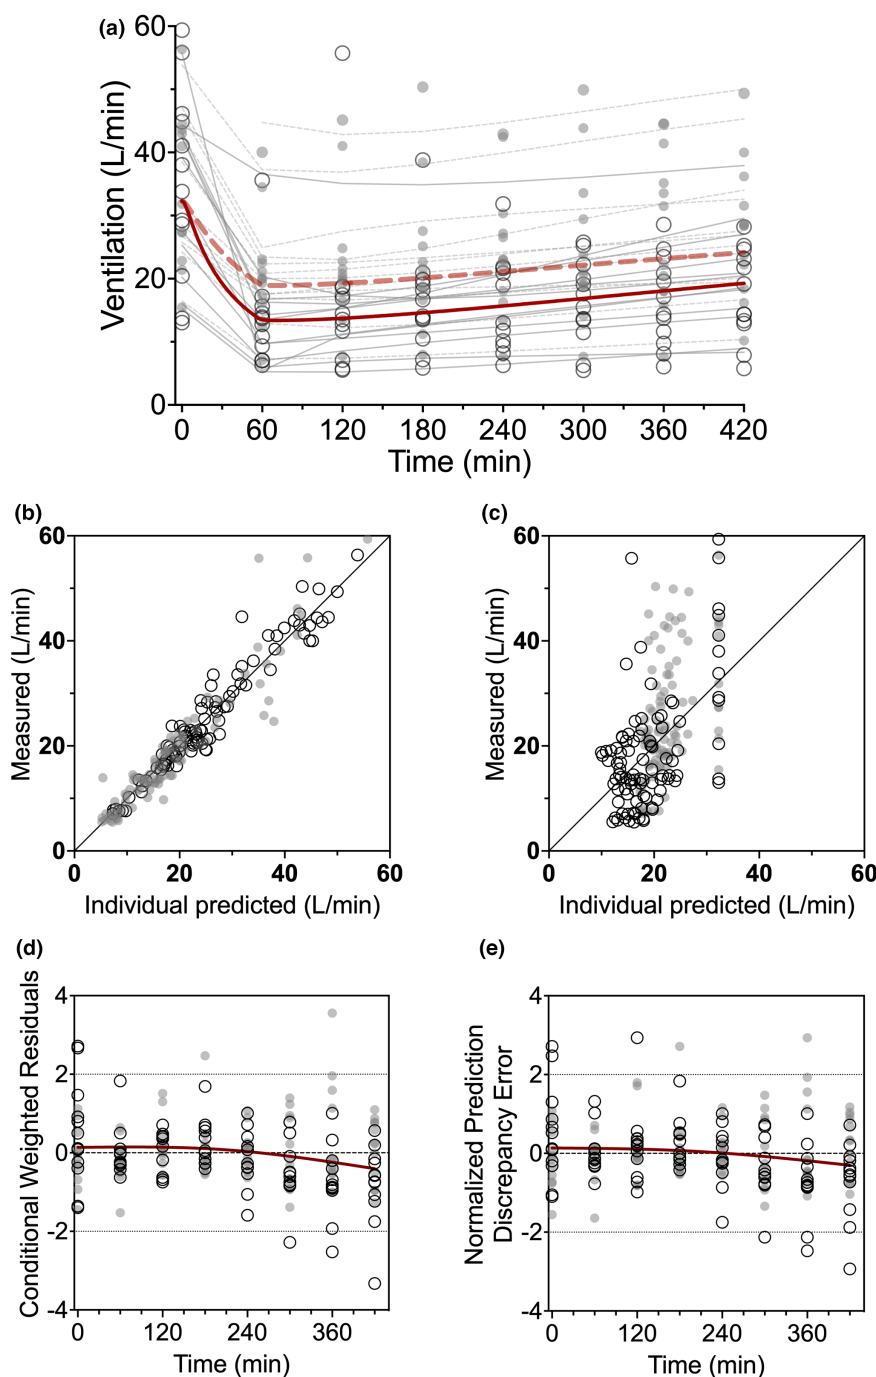 (a)
Ventilation (L/min)
60
40
20
0
0 60 120 180 240 300 360 420
Time (min)
(b)
Measured (L/min)
60
40
20
0
0 20 40 60
Individual predicted (L/min)
(c)
Measured (L/min)
60
40
20
0
0 20 40 60
Individual predicted (L/min)
(d)
Conditional Weighted Residuals
4
2
0
-2
-4
0 120 240 360
Time (min)
(e)
Normalized Prediction
Discrepancy Error
4
2
0
-2
-4
0 120 240 360
Time (min)